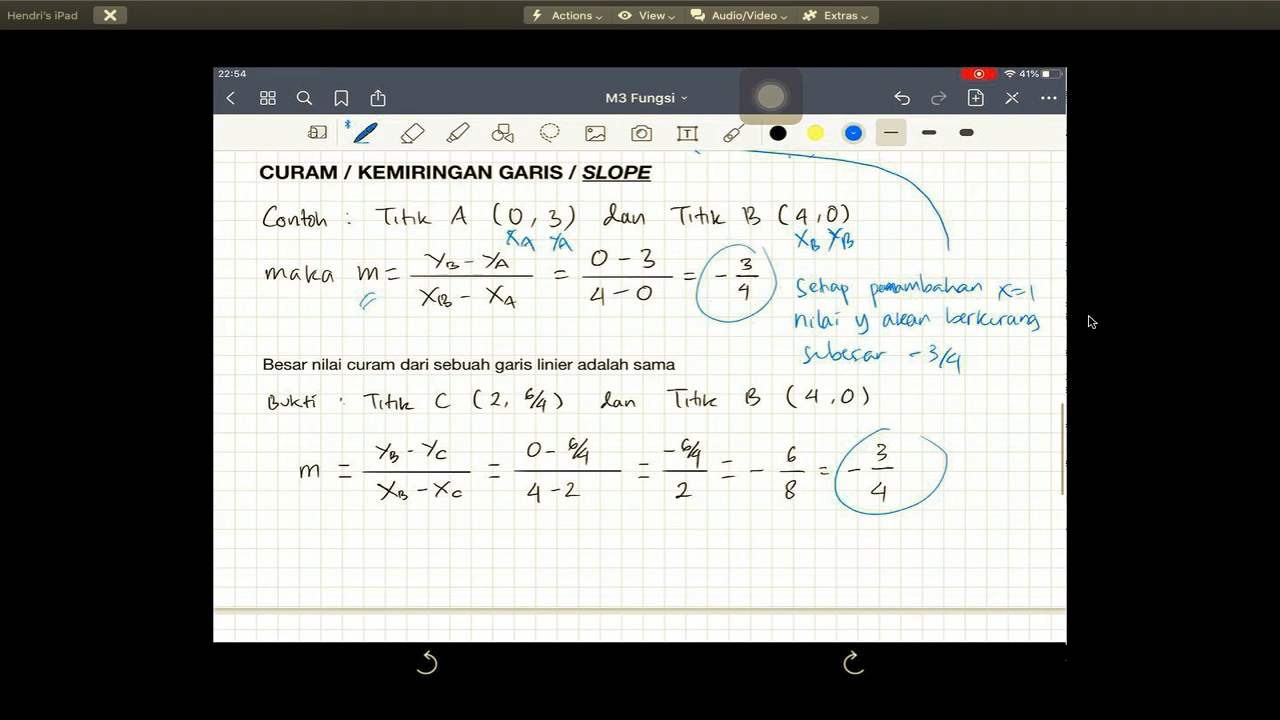 Hendri's iPad
Actions View Audio/Video Extras
22:54 41%
M3 Fungsi
T
CURAM / KEMIRINGAN GARIS / SLOPE
Contoh : Titik A (0, 3) dan Titik B (4,0)
XA YA XB YB
maka m = YB - YA / XB - XA = 0 - 3 / 4 - 0 = - 3/4
Setiap penambahan x=1
nilai y akan berkurang
sebesar -3/4
Besar nilai curam dari sebuah garis linier adalah sama
Bukti : Titik C (2, 6/4) dan Titik B (4,0)
m = YB - YC / XB - XC = 0 - 6/4 / 4 - 2 = -6/4 / 2 = - 6/8 = - 3/4